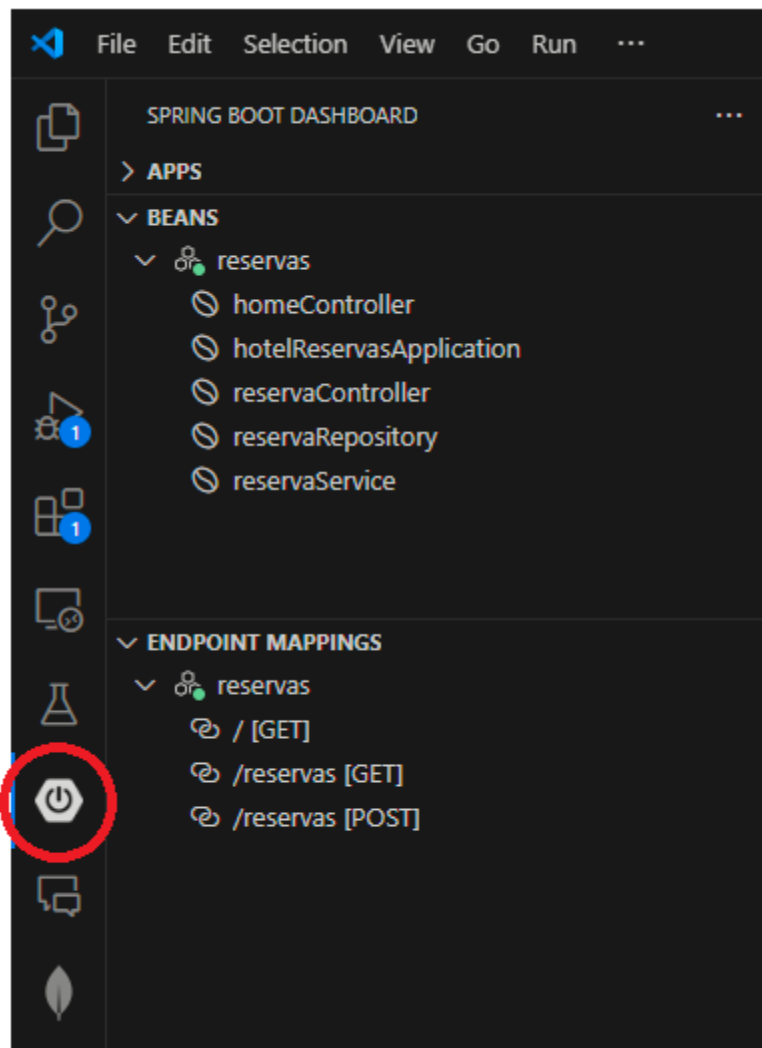 File Edit Selection View Go Run ...
SPRING BOOT DASHBOARD ...
APPS
BEANS
reservas
homeController
hotelReservasApplication
reservaController
reservaRepository
1
reservaService
1
ENDPOINT MAPPINGS
reservas
/ [GET]
/reservas [GET]
/reservas [POST]